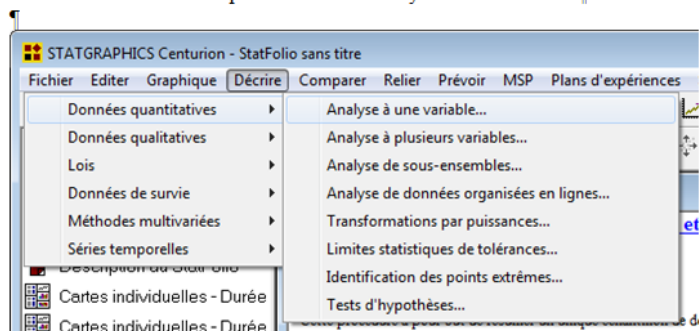 ¶
STATGRAPHICS Centurion - StatFolio sans titre
Fichier Editer Graphique Décrire Comparer Relier Prévoir MSP Plans d'expériences
Données quantitatives
Données qualitatives
Lois
Données de survie
Méthodes multivariées
Séries temporelles
Analyse à une variable...
Analyse à plusieurs variables...
Analyse de sous-ensembles...
Analyse de données organisées en lignes...
Transformations par puissances...
Limites statistiques de tolérances...
Identification des points extrêmes...
Tests d'hypothèses...
et
Cartes individuelles - Durée
Cartes individuelles - Durée